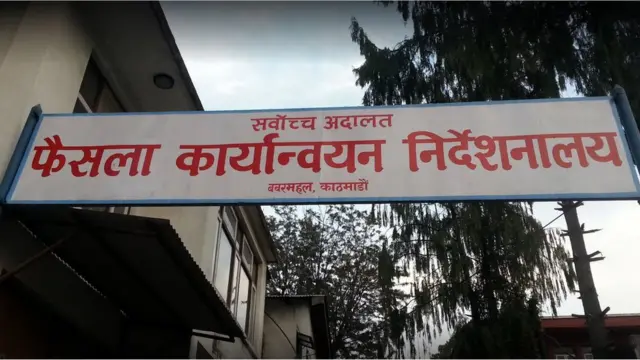 सर्वोच्च अदालत
फैसला कार्यान्वयन निर्देशनालय
बबरमहल, काठमाडौं